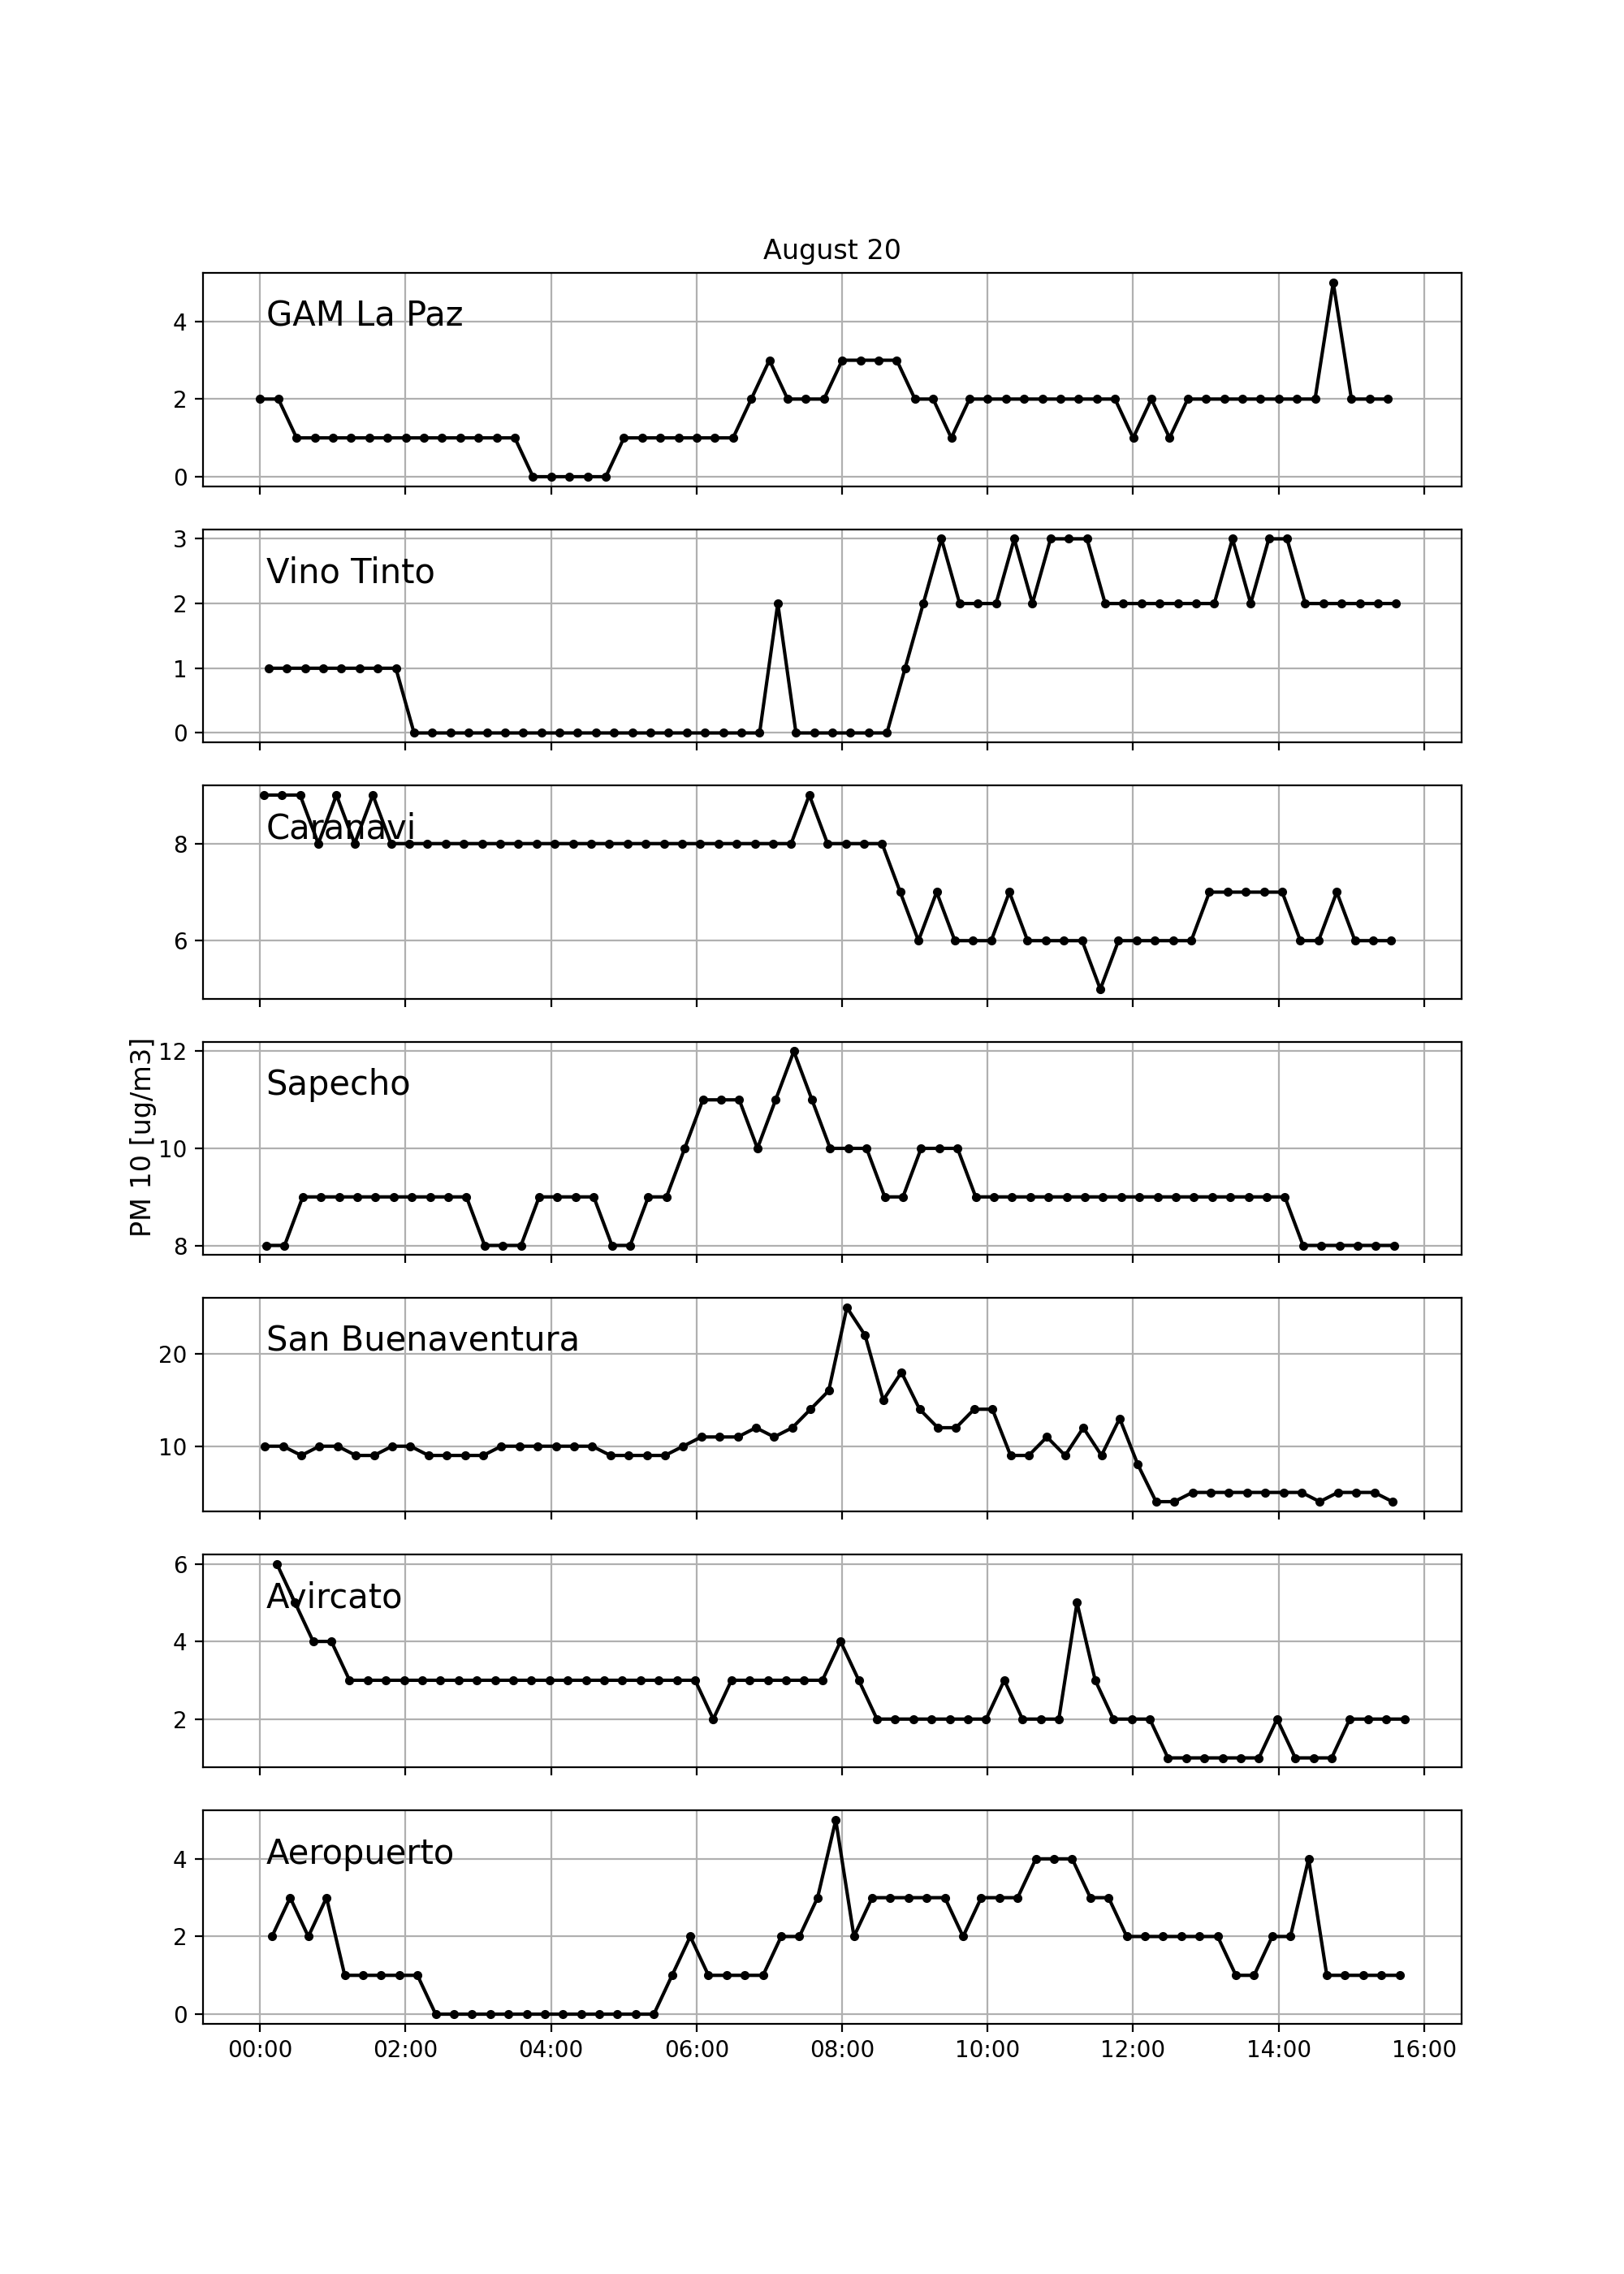 August 20
GAM La Paz
4
2
0
Vino Tinto
3
2
1
0
Caranavi
8
6
PM 10 [ug/m3]
Sapecho
12
10
8
San Buenaventura
20
10
Avircato
6
4
2
Aeropuerto
4
2
0
00:00 02:00 04:00 06:00 08:00 10:00 12:00 14:00 16:00